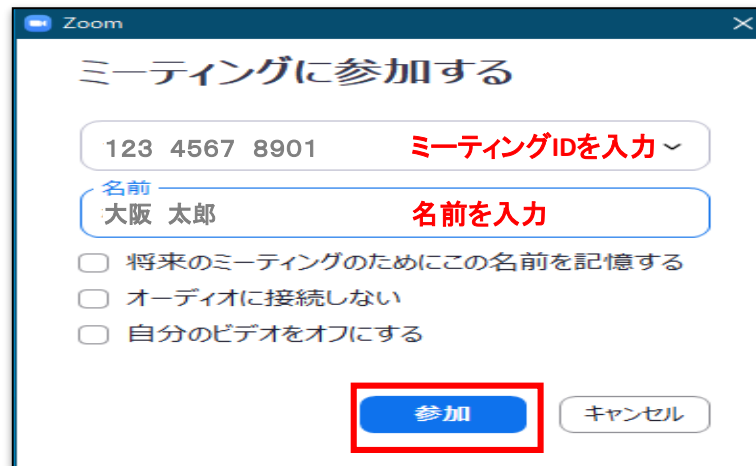 Zoom
ミーティングに参加する
123 4567 8901 ミーティングIDを入力
名前
大阪 太郎 名前を入力
将来のミーティングのためにこの名前を記憶する
オーディオに接続しない
自分のビデオをオフにする
参加 キャンセル